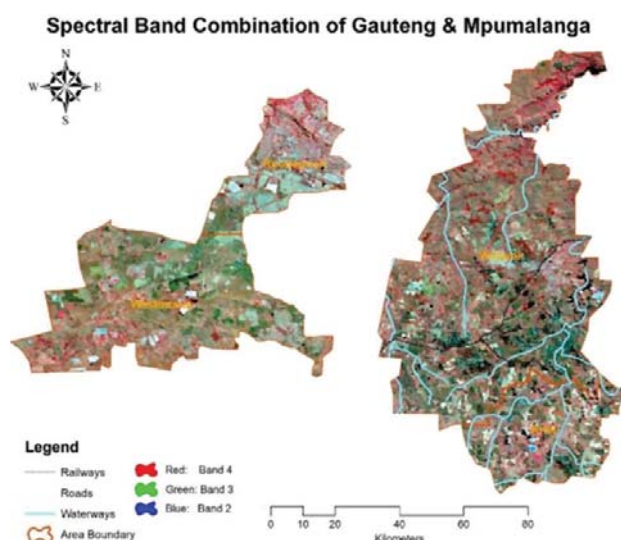 Spectral Band Combination of Gauteng & Mpumalanga
N
W E
S
Legend
Railways
Roads
Waterways
Area Boundary
Red: Band 4
Green: Band 3
Blue: Band 2
0 10 20 40 60 80
Kilometers